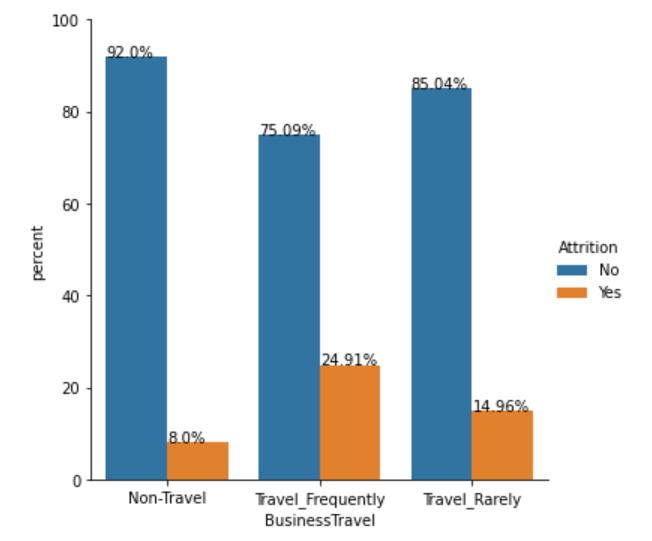 100
80
60
40
20
0
percent
92.0%
8.0%
75.09%
24.91%
85.04%
14.96%
Non-Travel
Travel_Frequently
Travel_Rarely
BusinessTravel
Attrition
No
Yes